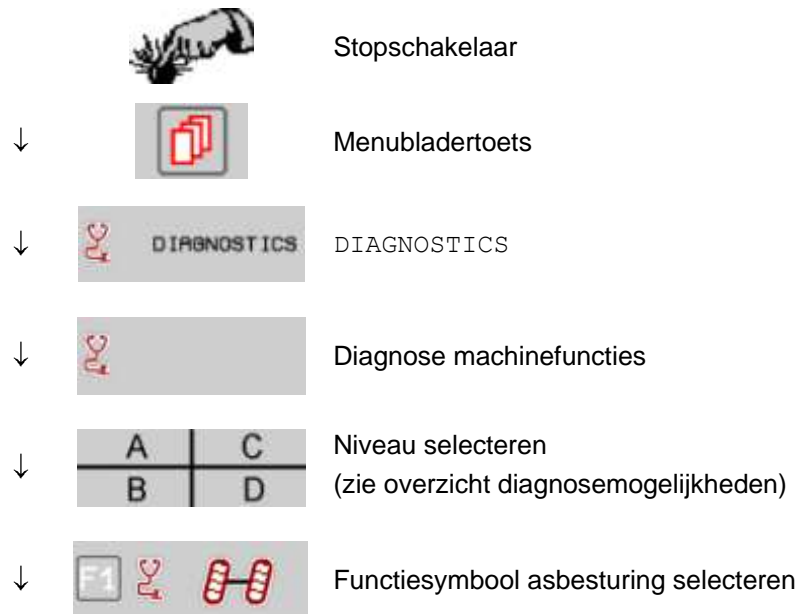 Stopschakelaar
↓ Menubladertoets
↓ DIAGNOSTICS DIAGNOSTICS
↓ Diagnose machinefuncties
↓ A C Niveau selecteren
B D (zie overzicht diagnosemogelijkheden)
↓ F1 Functiesymbool asbesturing selecteren